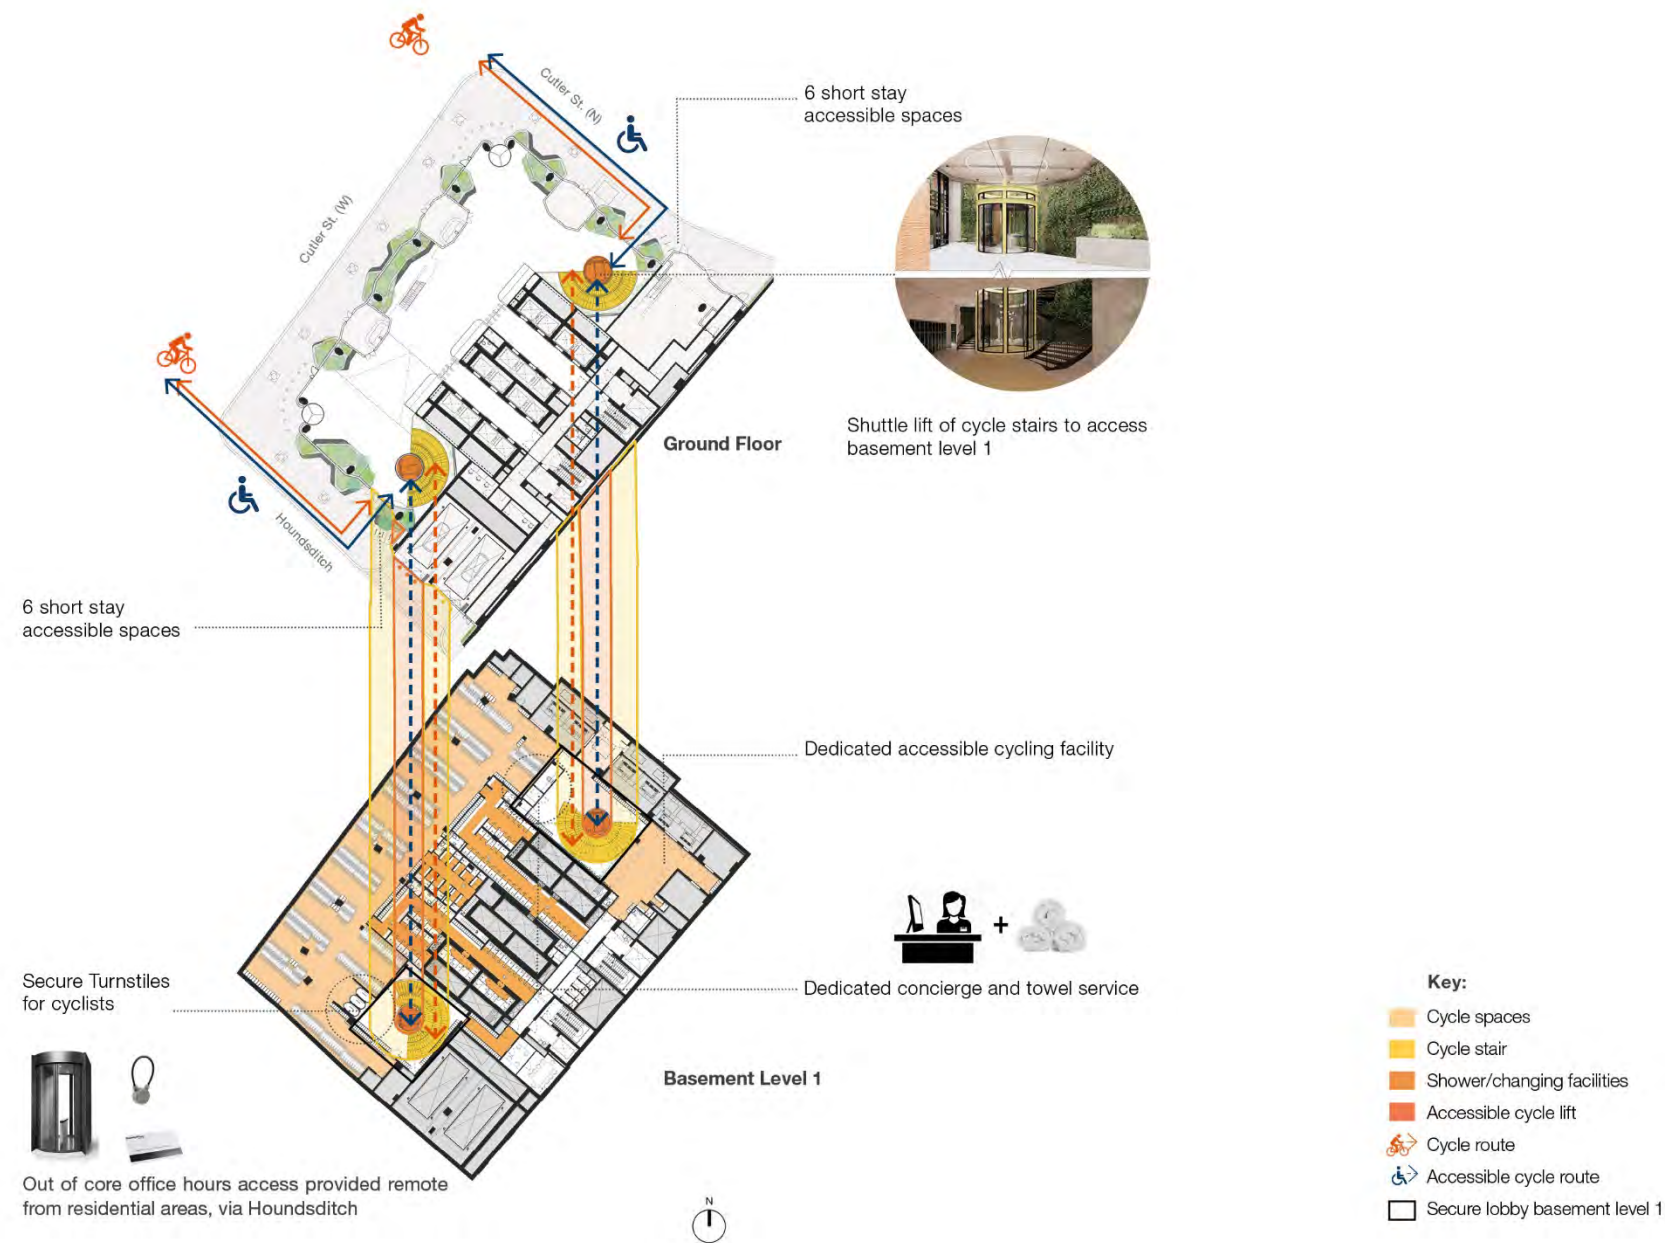 Cutler St. (N)
6 short stay
accessible spaces
Cutler St. (W)
Ground Floor
Shuttle lift of cycle stairs to access
basement level 1
Houndsditch
6 short stay
accessible spaces
Dedicated accessible cycling facility
+
Dedicated concierge and towel service
Secure Turnstiles
for cyclists
Basement Level 1
Out of core office hours access provided remote
from residential areas, via Houndsditch
N
Key:
Cycle spaces
Cycle stair
Shower/changing facilities
Accessible cycle lift
Cycle route
Accessible cycle route
Secure lobby basement level 1